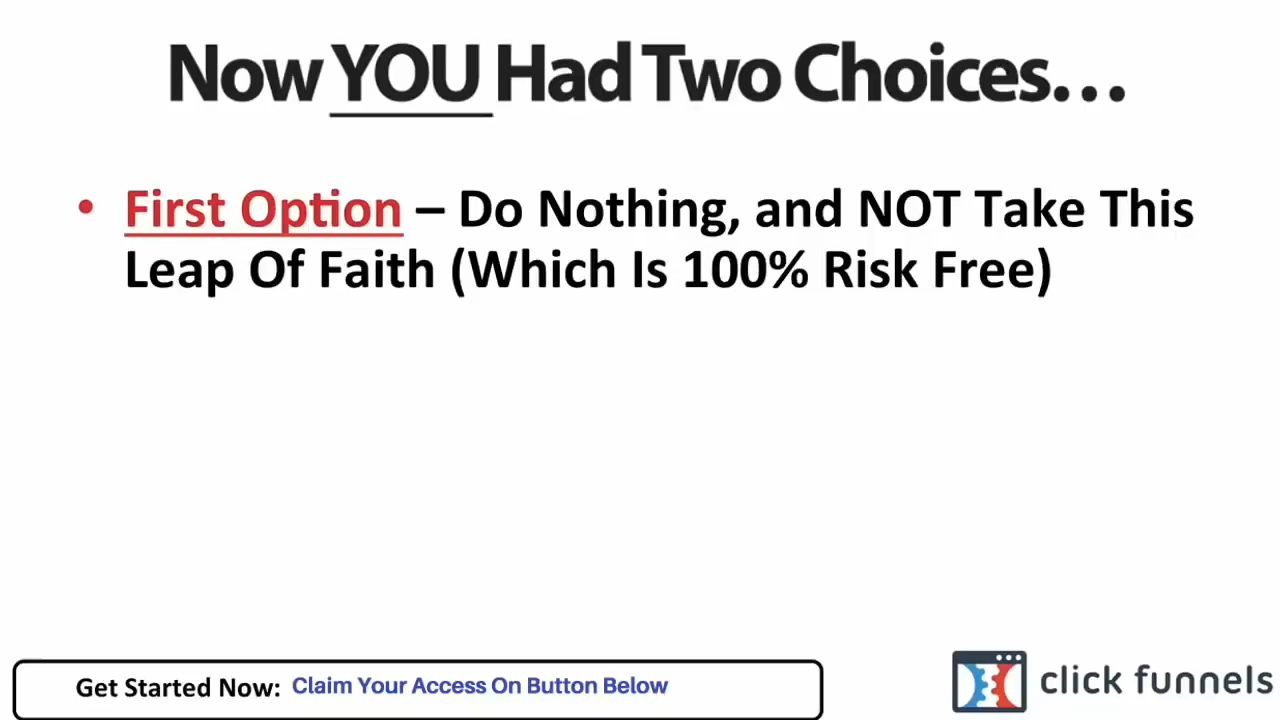 Now YOU Had Two Choices...
• First Option – Do Nothing, and NOT Take This
Leap Of Faith (Which Is 100% Risk Free)
Get Started Now: Claim Your Access On Button Below
click funnels